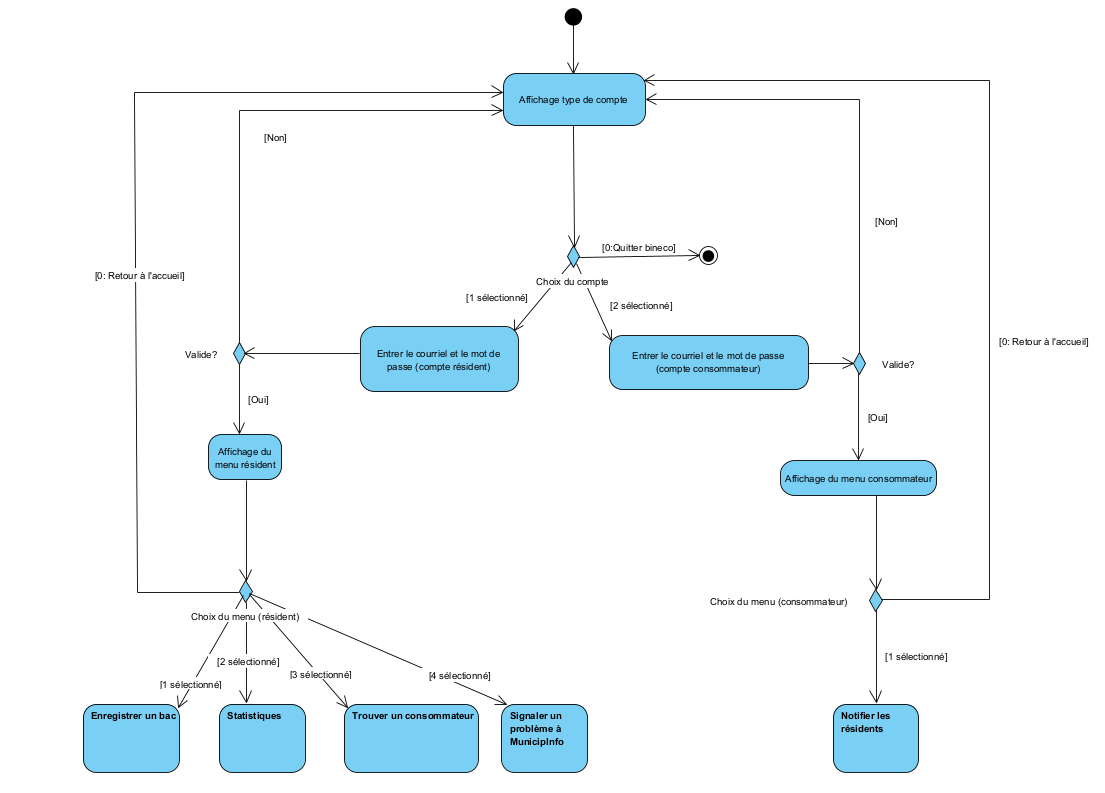 Affichage type de compte
[Non]
[Non]
[0:Quitter bineco]
[0: Retour à l'accueil]
Choix du compte
[1 sélectionné]
[2 sélectionné]
[0: Retour à l'accueil]
Valide?
Entrer le courriel et le mot de
passe (compte résident)
Entrer le courriel et le mot de passe
(compte consommateur)
Valide?
[Oui]
[Oui]
Affichage du
menu résident
Affichage du menu consommateur
Choix du menu (résident)
Choix du menu (consommateur)
[1 sélectionné]
[2 sélectionné]
[3 sélectionné]
[4 sélectionné]
[1 sélectionné]
Enregistrer un bac
Statistiques
Trouver un consommateur
Signaler un
problème à
MunicipInfo
Notifier les
résidents